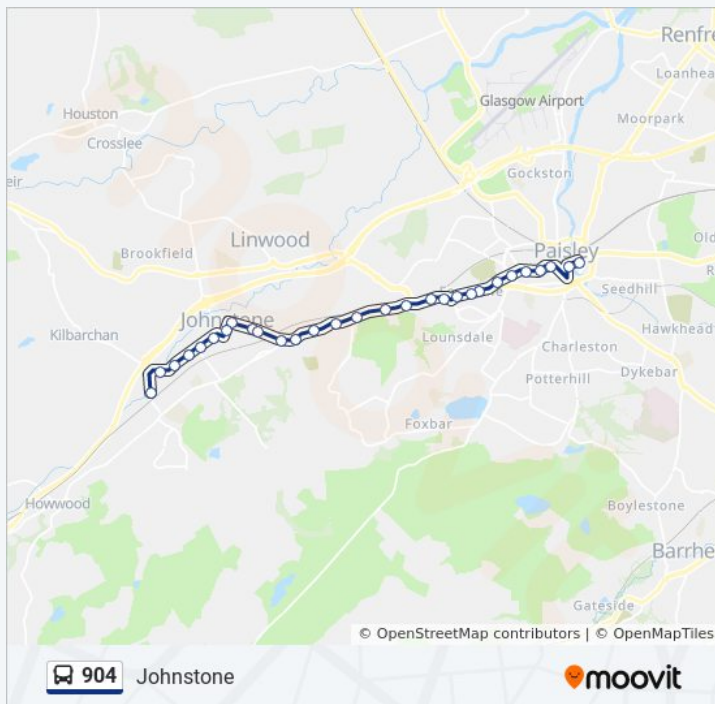 Renfre
Loanhea
Glasgow Airport
Houston
Crosslee
Moorpark
Gockston
eir
Linwood
Brookfield
Paisley
Old
Seedhill
Johnstone
Kilbarchan
Lounsdale
Hawkhead
Charleston
Potterhill
Dykebar
Foxbar
Howwood
Boylestone
Barrhe
Gateside
© OpenStreetMap contributors | © OpenMapTiles
904 Johnstone
moovit